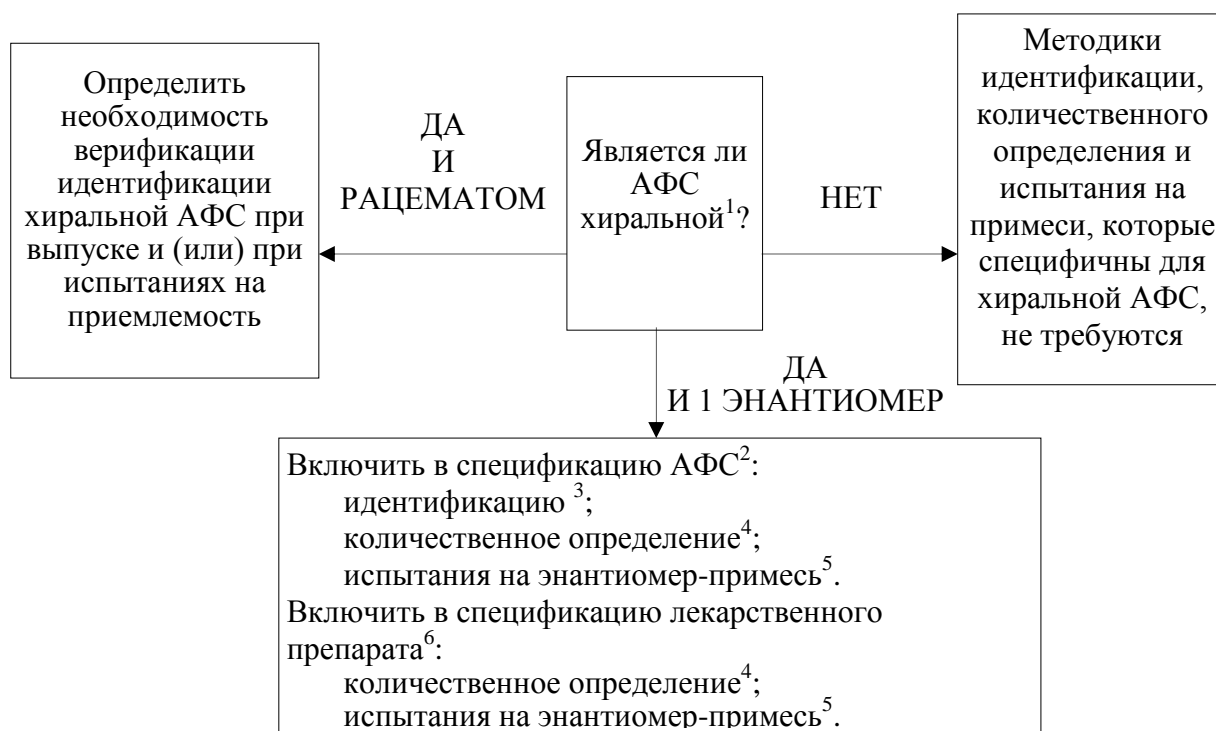 Определить
необходимость
верификации
идентификации
хиральной АФС при
выпуске и (или) при
испытаниях на
приемлемость
ДА
И
РАЦЕМАТОМ
Является ли
АФС
хиральной¹?
НЕТ
Методики
идентификации,
количественного
определения и
испытания на
примеси, которые
специфичны для
хиральной АФС,
не требуются
ДА
И 1 ЭНАНТИОМЕР
Включить в спецификацию АФС²:
идентификацию ³;
количественное определение⁴;
испытания на энантиомер-примесь⁵.
Включить в спецификацию лекарственного
препарата⁶:
количественное определение⁴;
испытания на энантиомер-примесь⁵.